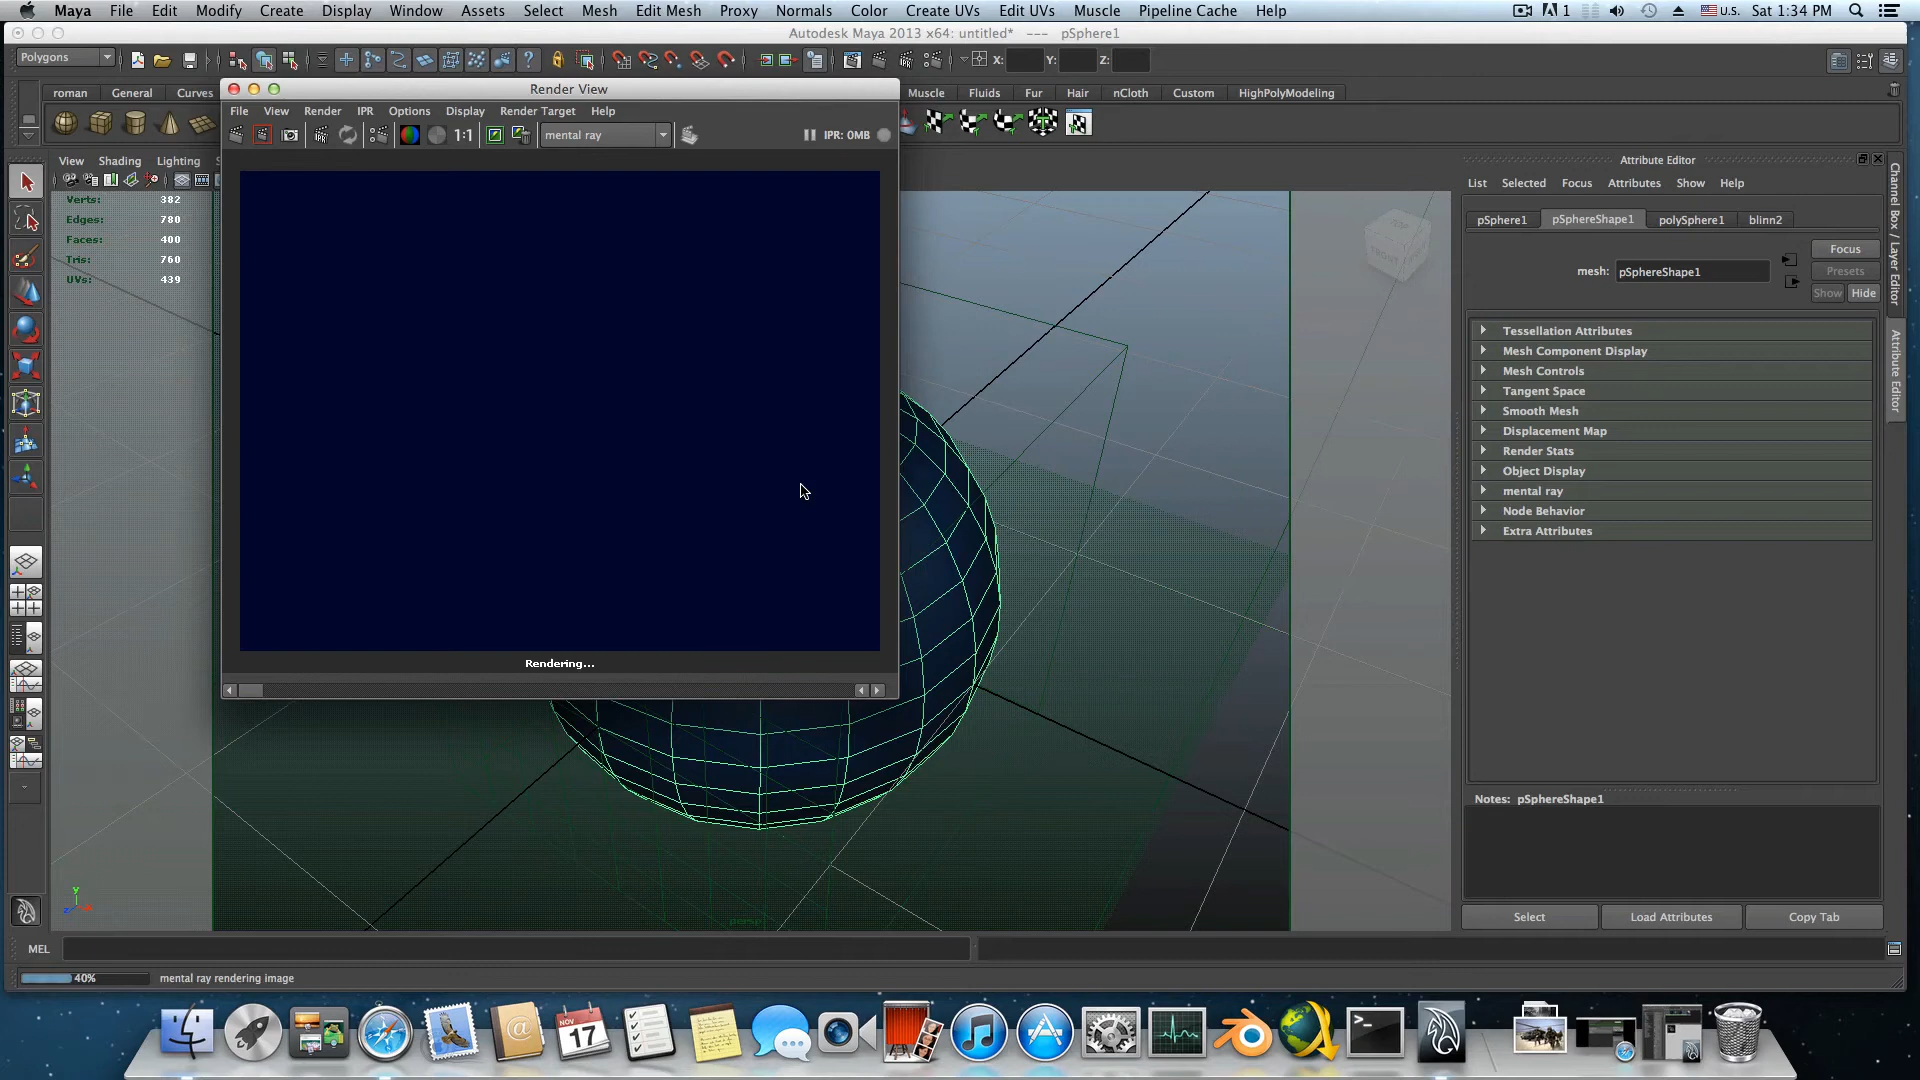 Maya File Edit Modify Create Display Window Assets Select Mesh Edit Mesh Proxy Normals Color Create UVs Edit UVs Muscle Pipeline Cache Help 1 U.S. Sat 1:34 PM
Autodesk Maya 2013 x64: untitled* --- pSphere1
Polygons X: Y: Z:
Render View
roman General Curves Muscle Fluids Fur Hair nCloth Custom HighPolyModeling
File View Render IPR Options Display Render Target Help
1:1 mental ray IPR: 0MB
View Shading Lighting
Attribute Editor
List Selected Focus Attributes Show Help
Verts: 382
Edges: 780
Faces: 400
Tris: 760
UVs: 439
pSphere1 pSphereShape1 polySphere1 blinn2
Focus
mesh: pSphereShape1
Presets
Show Hide
Tessellation Attributes
Mesh Component Display
Mesh Controls
Tangent Space
Smooth Mesh
Displacement Map
Render Stats
Object Display
mental ray
Node Behavior
Extra Attributes
Channel Box / Layer Editor
Attribute Editor
Rendering...
Notes: pSphereShape1
persp
Select Load Attributes Copy Tab
MEL
40% mental ray rendering image
NOV
17